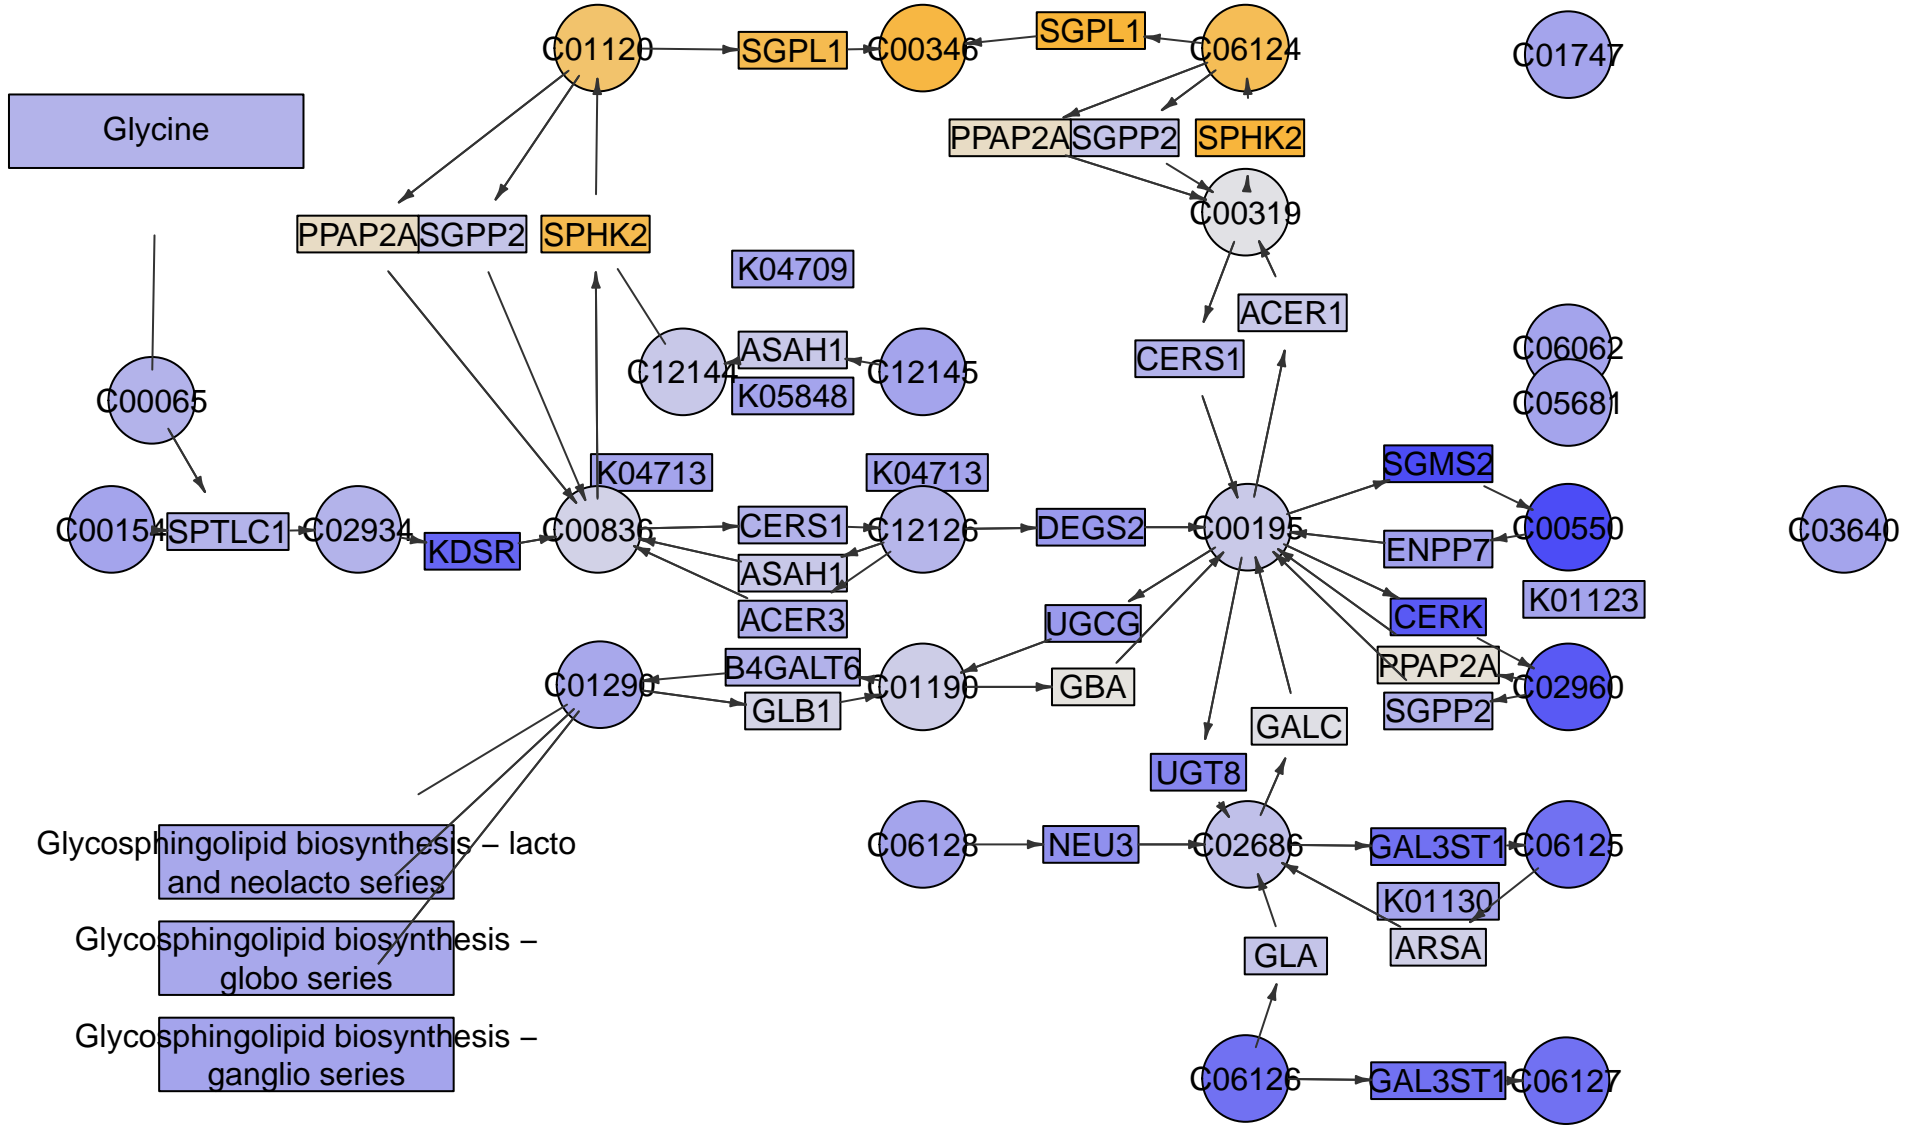 C01120
SGPL1
C00346
SGPL1
C06124
C01747
Glycine
PPAP2A
SGPP2
SPHK2
C00319
PPAP2A
SGPP2
SPHK2
K04709
ACER1
C06062
ASAH1
CERS1
C12144
C12145
K05848
C00065
C05681
K04713
K04713
SGMS2
C00154
SPTLC1
C02934
KDSR
C00836
CERS1
C12126
DEGS2
C00195
C00550
C03640
ENPP7
ASAH1
K01123
ACER3
UGCG
CERK
B4GALT6
PPAP2A
C01290
C01190
GBA
C02960
GLB1
SGPP2
GALC
UGT8
Glycosphingolipid biosynthesis – lacto
and neolacto series
C06128
NEU3
C02686
GAL3ST1
C06125
K01130
Glycosphingolipid biosynthesis –
globo series
GLA
ARSA
Glycosphingolipid biosynthesis –
ganglio series
C06126
GAL3ST1
C06127